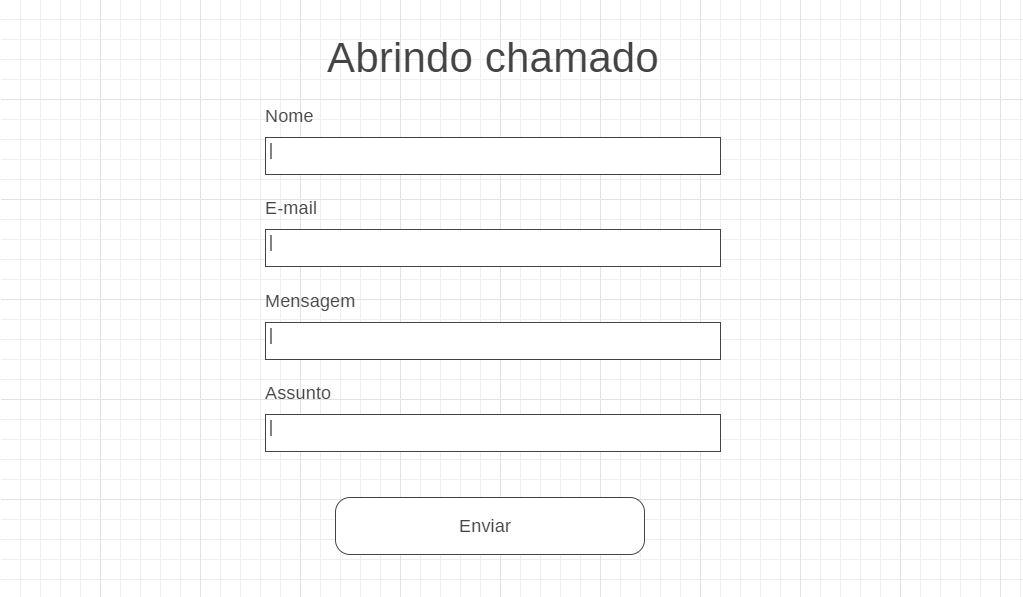 Abrindo chamado
Nome
E-mail
Mensagem
Assunto
Enviar